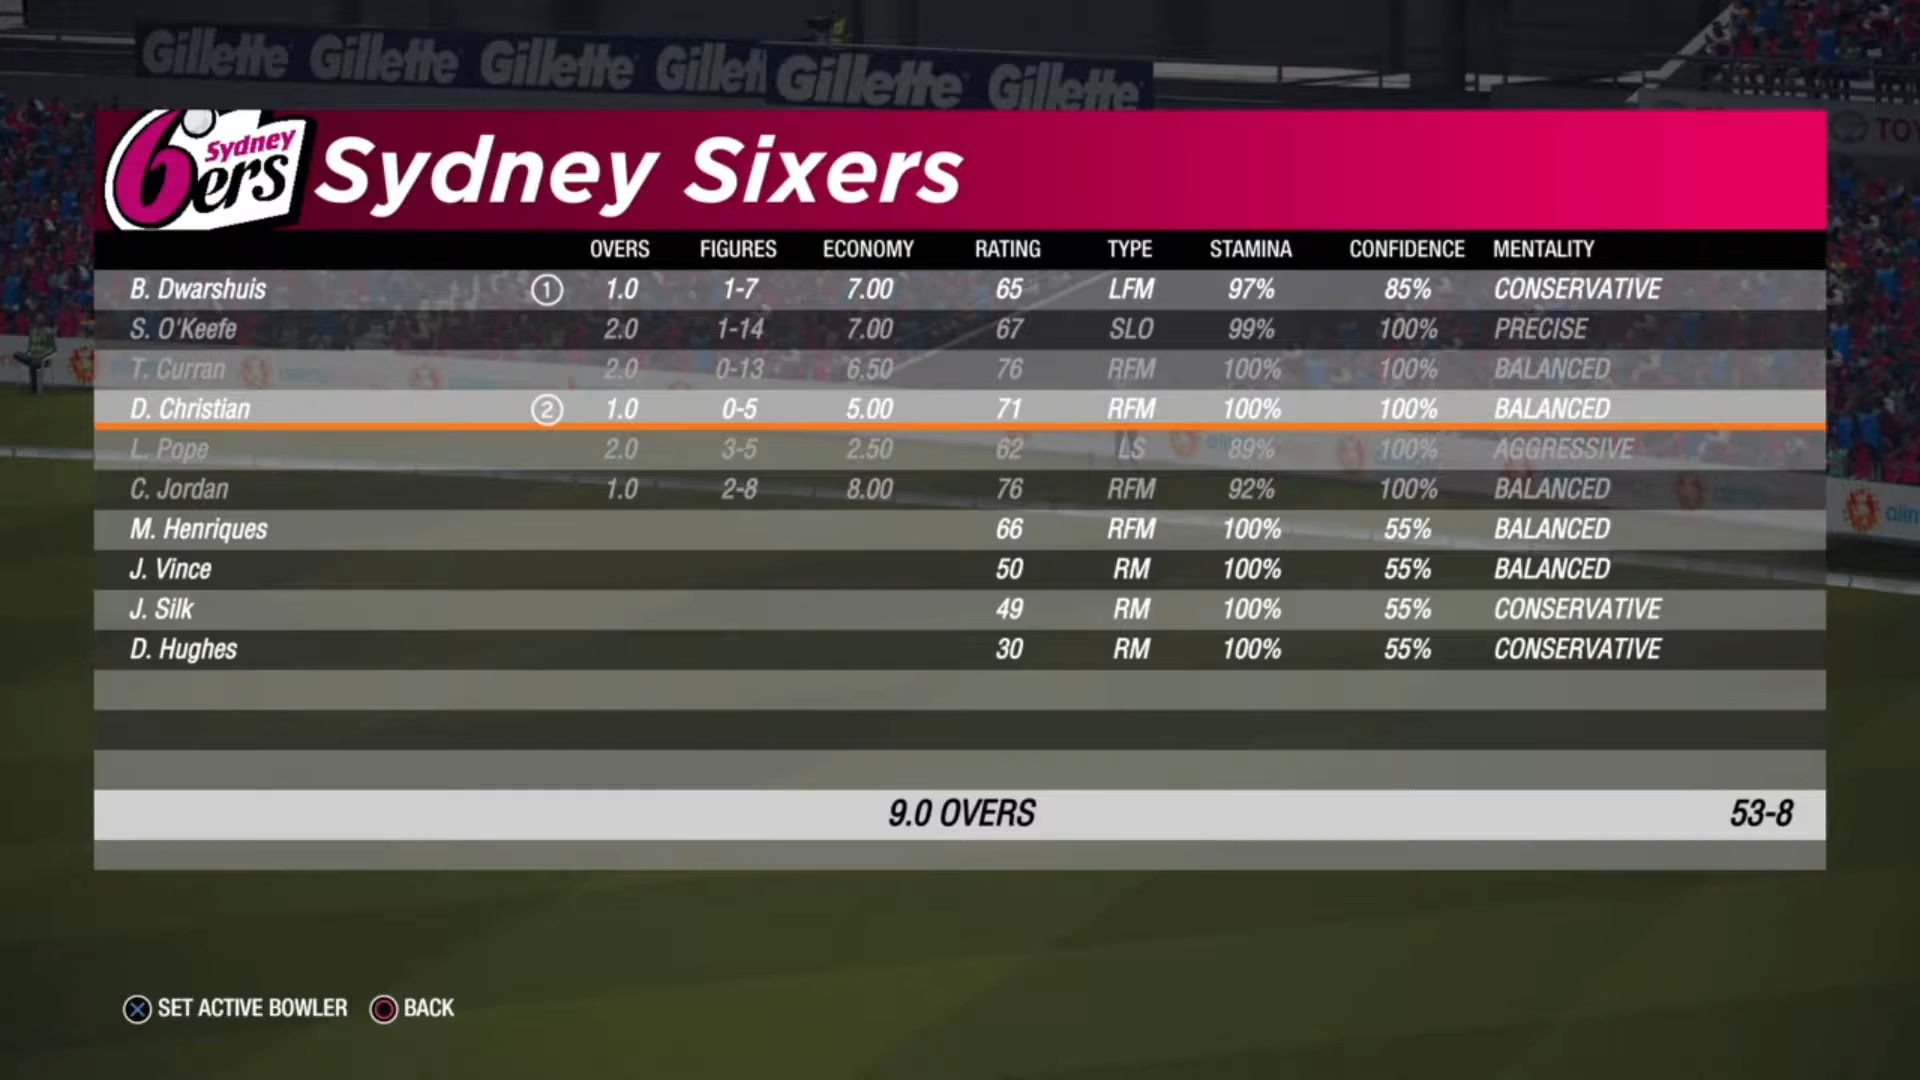 Gillette Gillette Gillette Gillett Gillette Gillette
TOY
6ers Sydney
Sydney Sixers
OVERS FIGURES ECONOMY RATING TYPE STAMINA CONFIDENCE MENTALITY
B. Dwarshuis 1 1.0 1-7 7.00 65 LFM 97% 85% CONSERVATIVE
S. O'Keefe 2.0 1-14 7.00 67 SLO 99% 100% PRECISE
T. Curran 2.0 0-13 6.50 76 RFM 100% 100% BALANCED
D. Christian 2 1.0 0-5 5.00 71 RFM 100% 100% BALANCED
L. Pope 2.0 3-5 2.50 62 LS 89% 100% AGGRESSIVE
C. Jordan 1.0 2-8 8.00 76 RFM 92% 100% BALANCED
M. Henriques 66 RFM 100% 55% BALANCED
J. Vince 50 RM 100% 55% BALANCED
J. Silk 49 RM 100% 55% CONSERVATIVE
D. Hughes 30 RM 100% 55% CONSERVATIVE
9.0 OVERS 53-8
SET ACTIVE BOWLER BACK